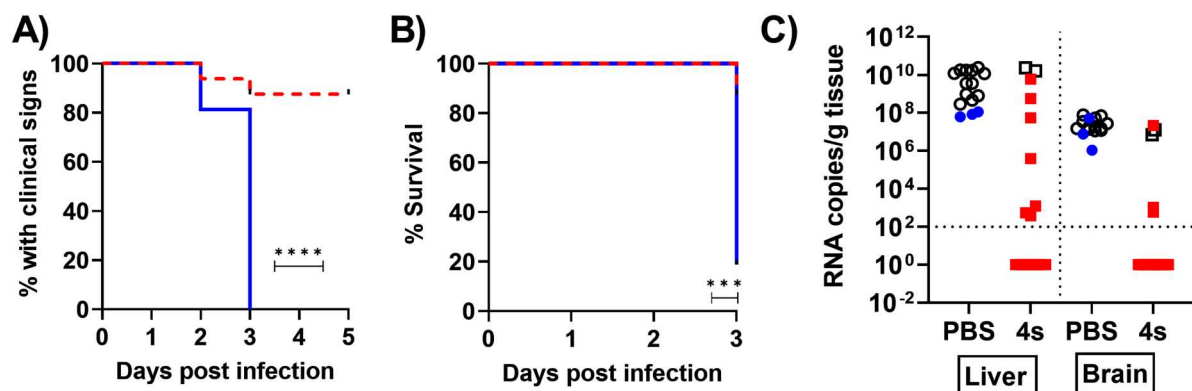 A)
% with clinical signs
100
80
60
40
20
0
****
0 1 2 3 4 5
Days post infection
B)
% Survival
100
80
60
40
20
0
***
0 1 2 3
Days post infection
C)
RNA copies/g tissue
10^12
10^10
10^8
10^6
10^4
10^2
10^0
10^-2
PBS 4s PBS 4s
Liver Brain